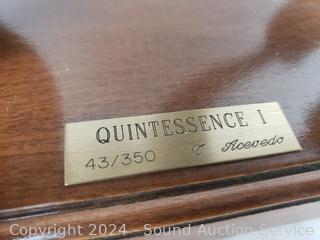 QUINTESSENCE I
43/350 T Acevedo
Copyright © 2024 - Sound Auction Service